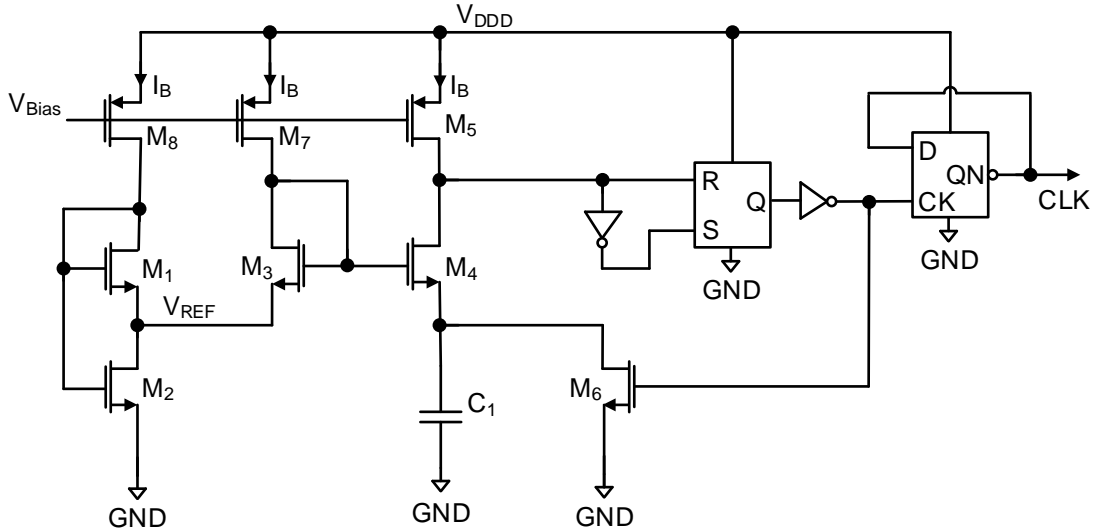 V_DDD
I_B
I_B
I_B
V_Bias
M_8
M_7
M_5
D
QN
CLK
CK
GND
R
Q
S
GND
M_1
M_3
M_4
V_REF
M_2
C_1
M_6
GND
GND
GND